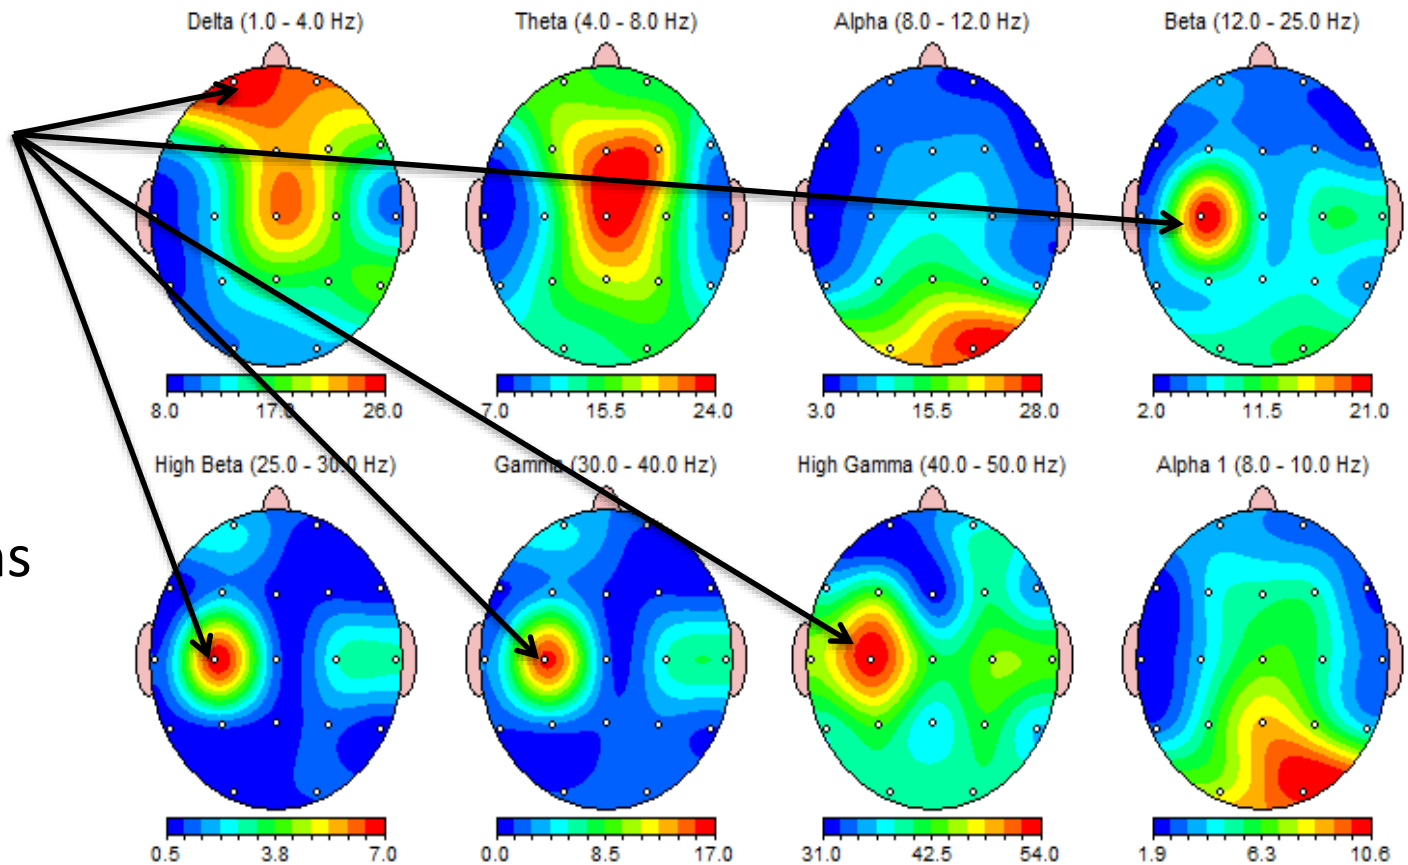 Delta (1.0 - 4.0 Hz)
Theta (4.0 - 8.0 Hz)
Alpha (8.0 - 12.0 Hz)
Beta (12.0 - 25.0 Hz)
8.0 17.0 26.0
7.0 15.5 24.0
3.0 15.5 28.0
2.0 11.5 21.0
High Beta (25.0 - 30.0 Hz)
Gamma (30.0 - 40.0 Hz)
High Gamma (40.0 - 50.0 Hz)
Alpha 1 (8.0 - 10.0 Hz)
0.5 3.8 7.0
0.0 8.5 17.0
31.0 42.5 54.0
1.9 6.3 10.6